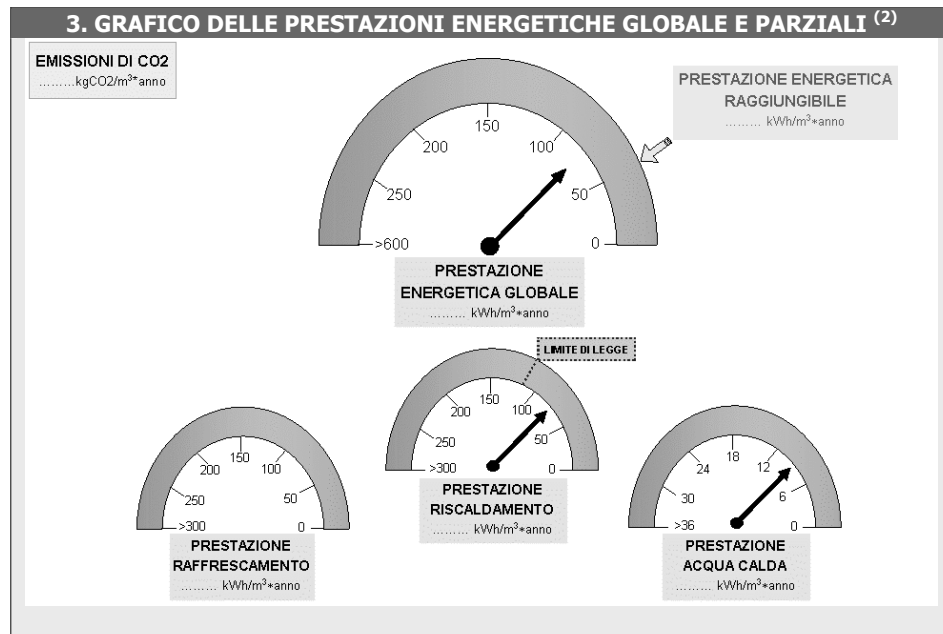 3. GRAFICO DELLE PRESTAZIONI ENERGETICHE GLOBALE E PARZIALI (2)
EMISSIONI DI CO2
.........kgCO2/m³*anno
PRESTAZIONE ENERGETICA
RAGGIUNGIBILE
......... kWh/m³*anno
150
200
100
250
50
>600
0
PRESTAZIONE
ENERGETICA GLOBALE
......... kWh/m³*anno
LIMITE DI LEGGE
150
200
100
250
50
>300
0
PRESTAZIONE
RISCALDAMENTO
......... kWh/m³*anno
150
200
100
250
50
>300
0
PRESTAZIONE
RAFFRESCAMENTO
......... kWh/m³*anno
18
24
12
30
6
>36
0
PRESTAZIONE
ACQUA CALDA
......... kWh/m³*anno